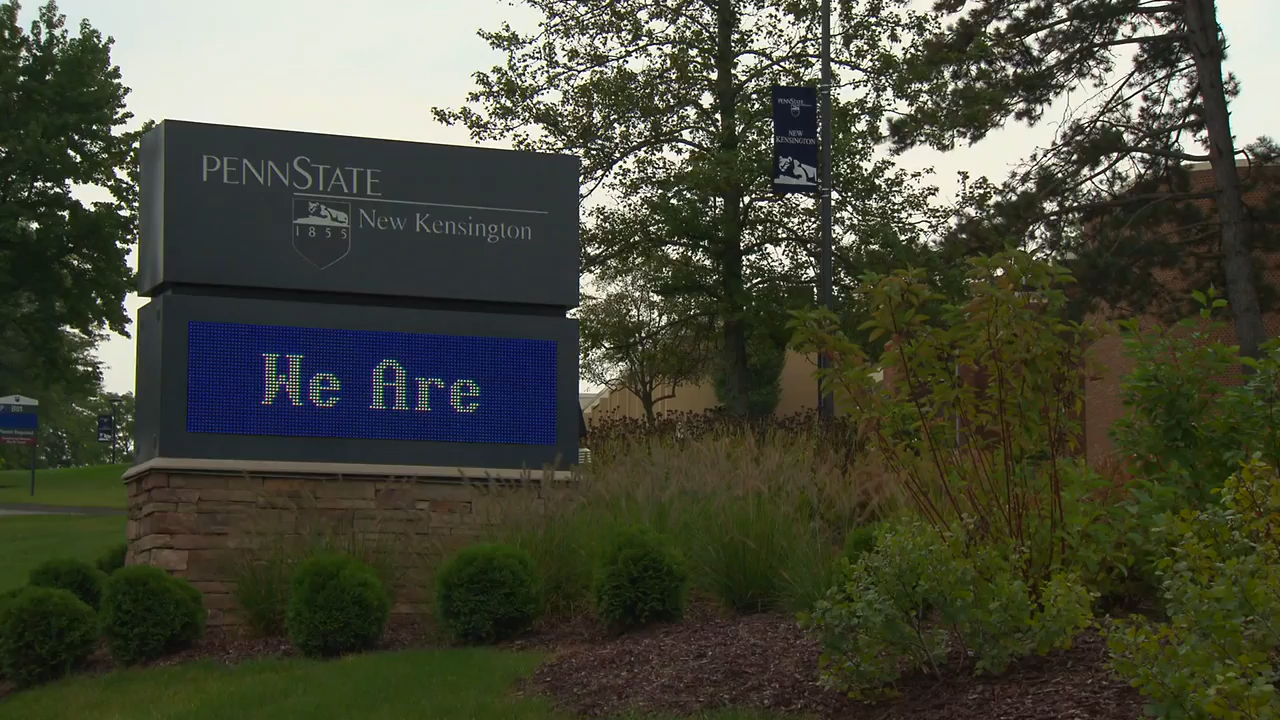 PENNSTATE
1855
New Kensington
We Are
PENNSTATE
NEW
KENSINGTON